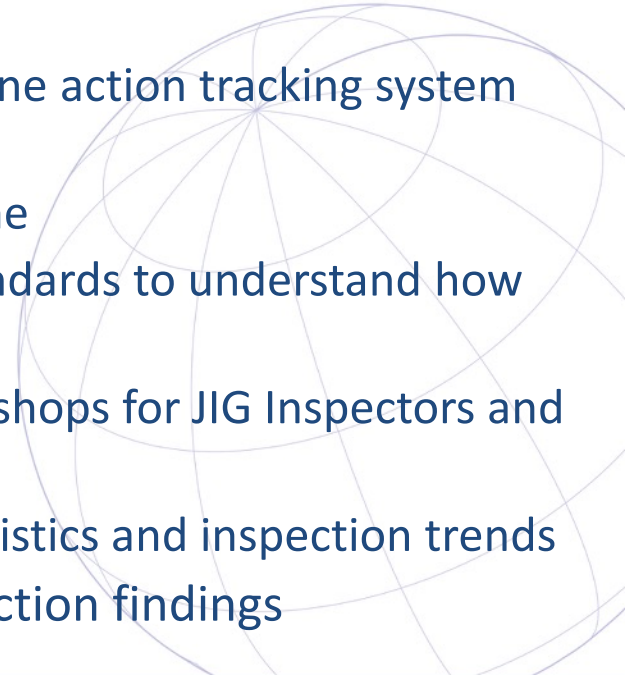 ne action tracking system
e
ndards to understand how
shops for JIG Inspectors and
istics and inspection trends
ction findings